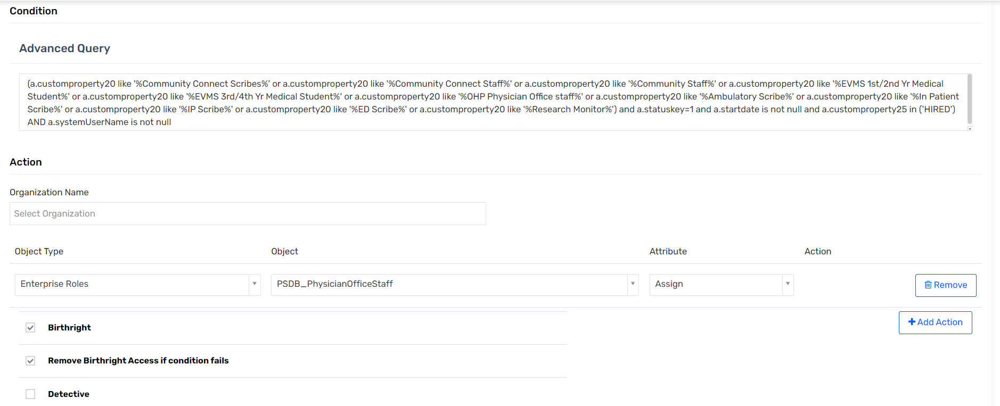 Condition
Advanced Query
(a.customproperty20 like '%Community Connect Scribes%' or a.customproperty20 like '%Community Connect Staff%' or a.customproperty20 like '%Community Staff%' or a.customproperty20 like '%EVMS 1st/2nd Yr Medical
Student%' or a.customproperty20 like '%EVMS 3rd/4th Yr Medical Student%' or a.customproperty20 like '%OHP Physician Office staff%' or a.customproperty20 like '%Ambulatory Scribe%' or a.customproperty20 like '%In Patient
Scribe%' or a.customproperty20 like '%IP Scribe%' or a.customproperty20 like '%ED Scribe%' or a.customproperty20 like '%Research Monitor%') and a.statuskey=1 and a.startdate is not null and a.customproperty25 in ('HIRED')
AND a.systemUserName is not null
Action
Organization Name
Select Organization
Object Type Object Attribute Action
Enterprise Roles PSDB_PhysicianOfficeStaff Assign Remove
Birthright
Add Action
Remove Birthright Access if condition fails
Detective